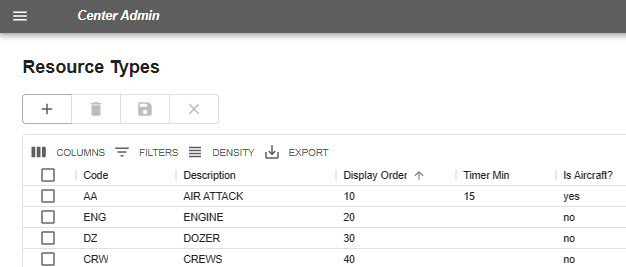 Center Admin
Resource Types
COLUMNS FILTERS DENSITY EXPORT
Code Description Display Order Timer Min Is Aircraft?
AA AIR ATTACK 10 15 yes
ENG ENGINE 20 no
DZ DOZER 30 no
CRW CREWS 40 no